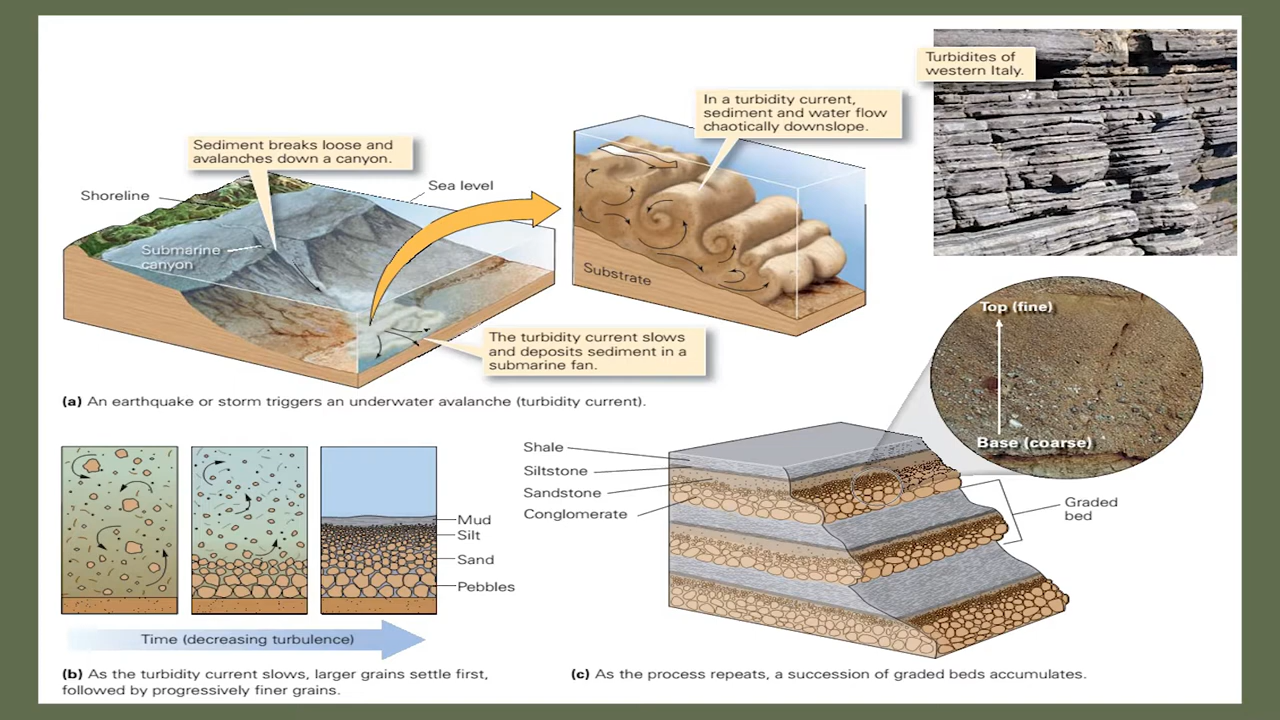 Turbidites of
western Italy.
In a turbidity current,
sediment and water flow
chaotically downslope.
Sediment breaks loose and
avalanches down a canyon.
Shoreline
Sea level
Submarine
canyon
Substrate
The turbidity current slows
and deposits sediment in a
submarine fan.
(a) An earthquake or storm triggers an underwater avalanche (turbidity current).
Top (fine)
Base (coarse)
Mud
Silt
Sand
Pebbles
Time (decreasing turbulence)
(b) As the turbidity current slows, larger grains settle first,
followed by progressively finer grains.
Shale
Siltstone
Sandstone
Conglomerate
Graded
bed
(c) As the process repeats, a succession of graded beds accumulates.